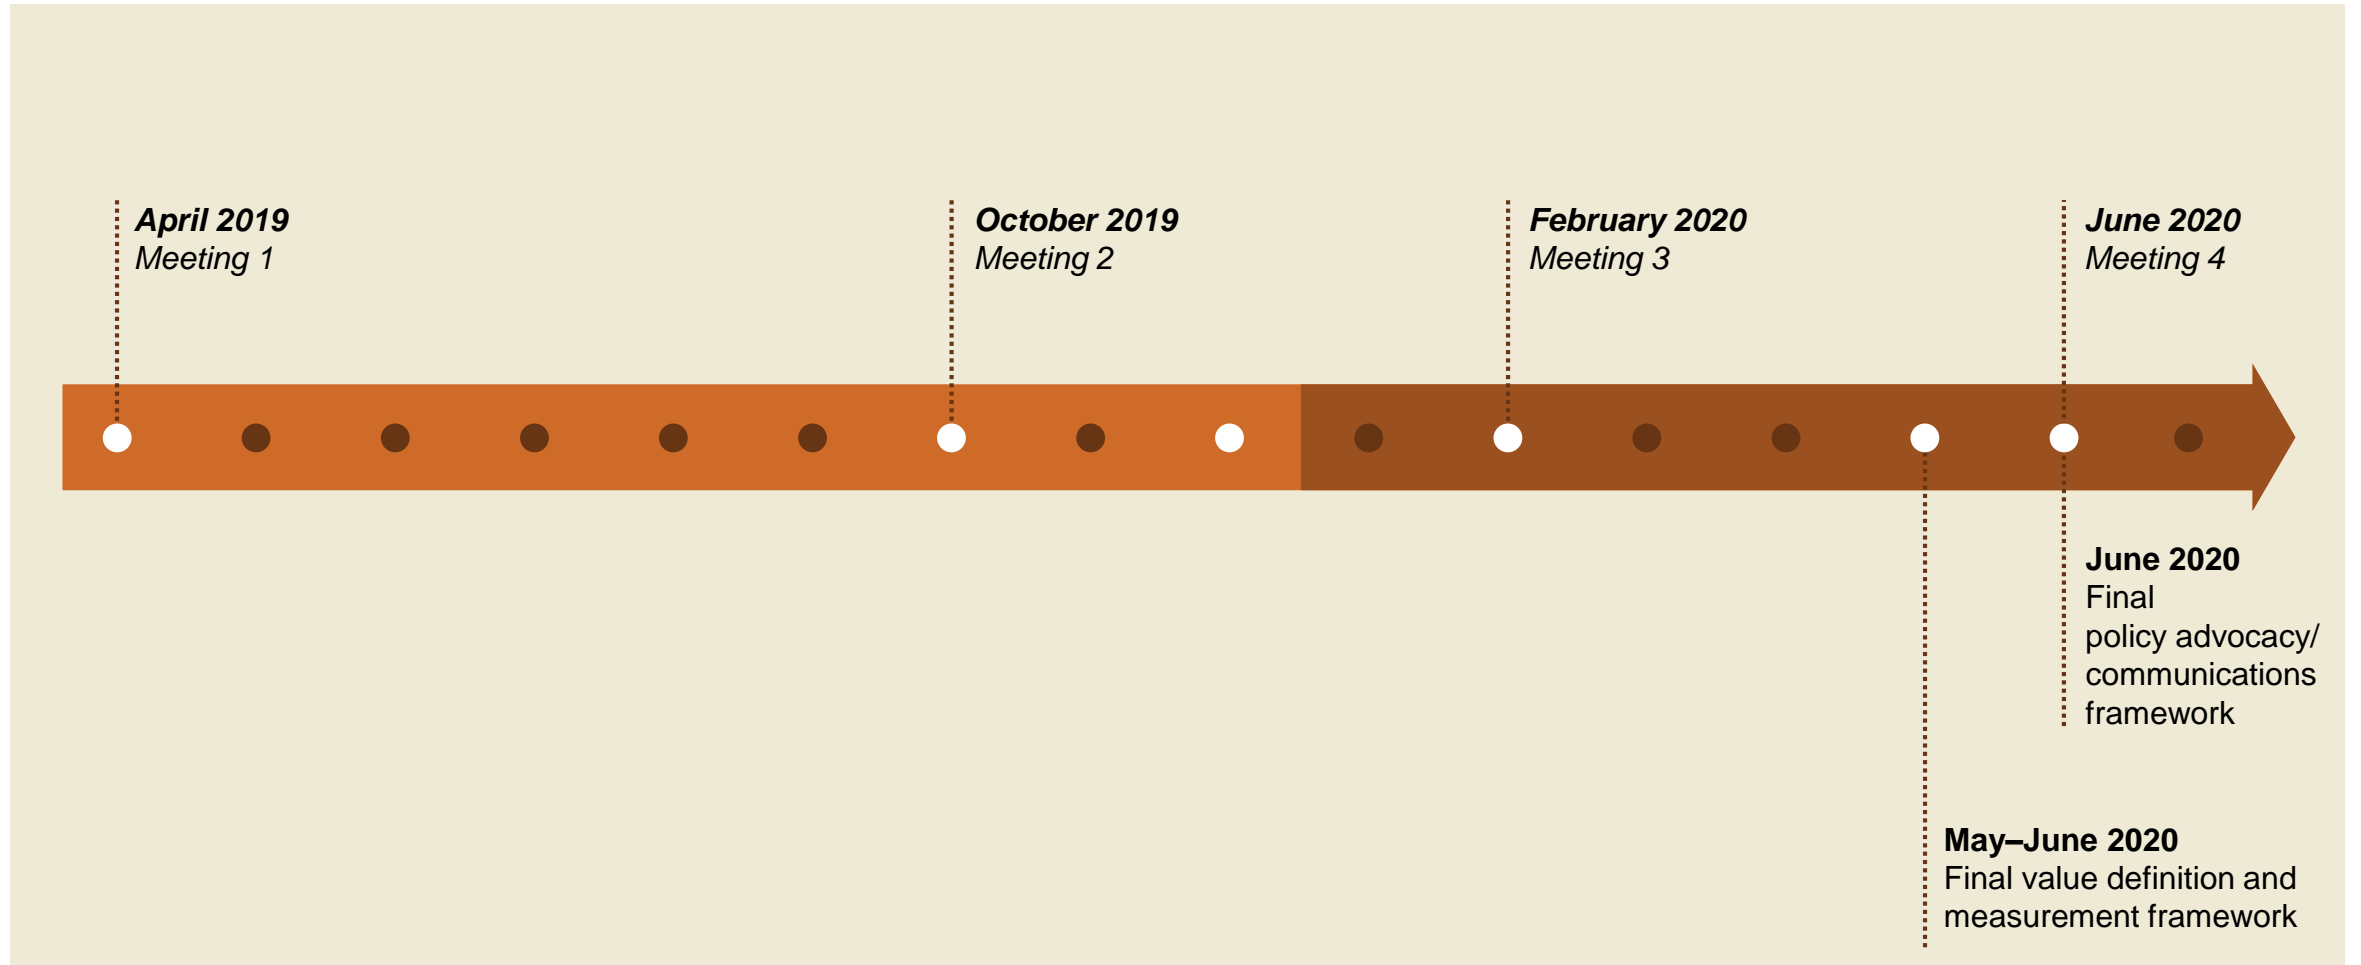 April 2019
Meeting 1
October 2019
Meeting 2
February 2020
Meeting 3
June 2020
Meeting 4
June 2020
Final
policy advocacy/
communications
framework
May–June 2020
Final value definition and
measurement framework